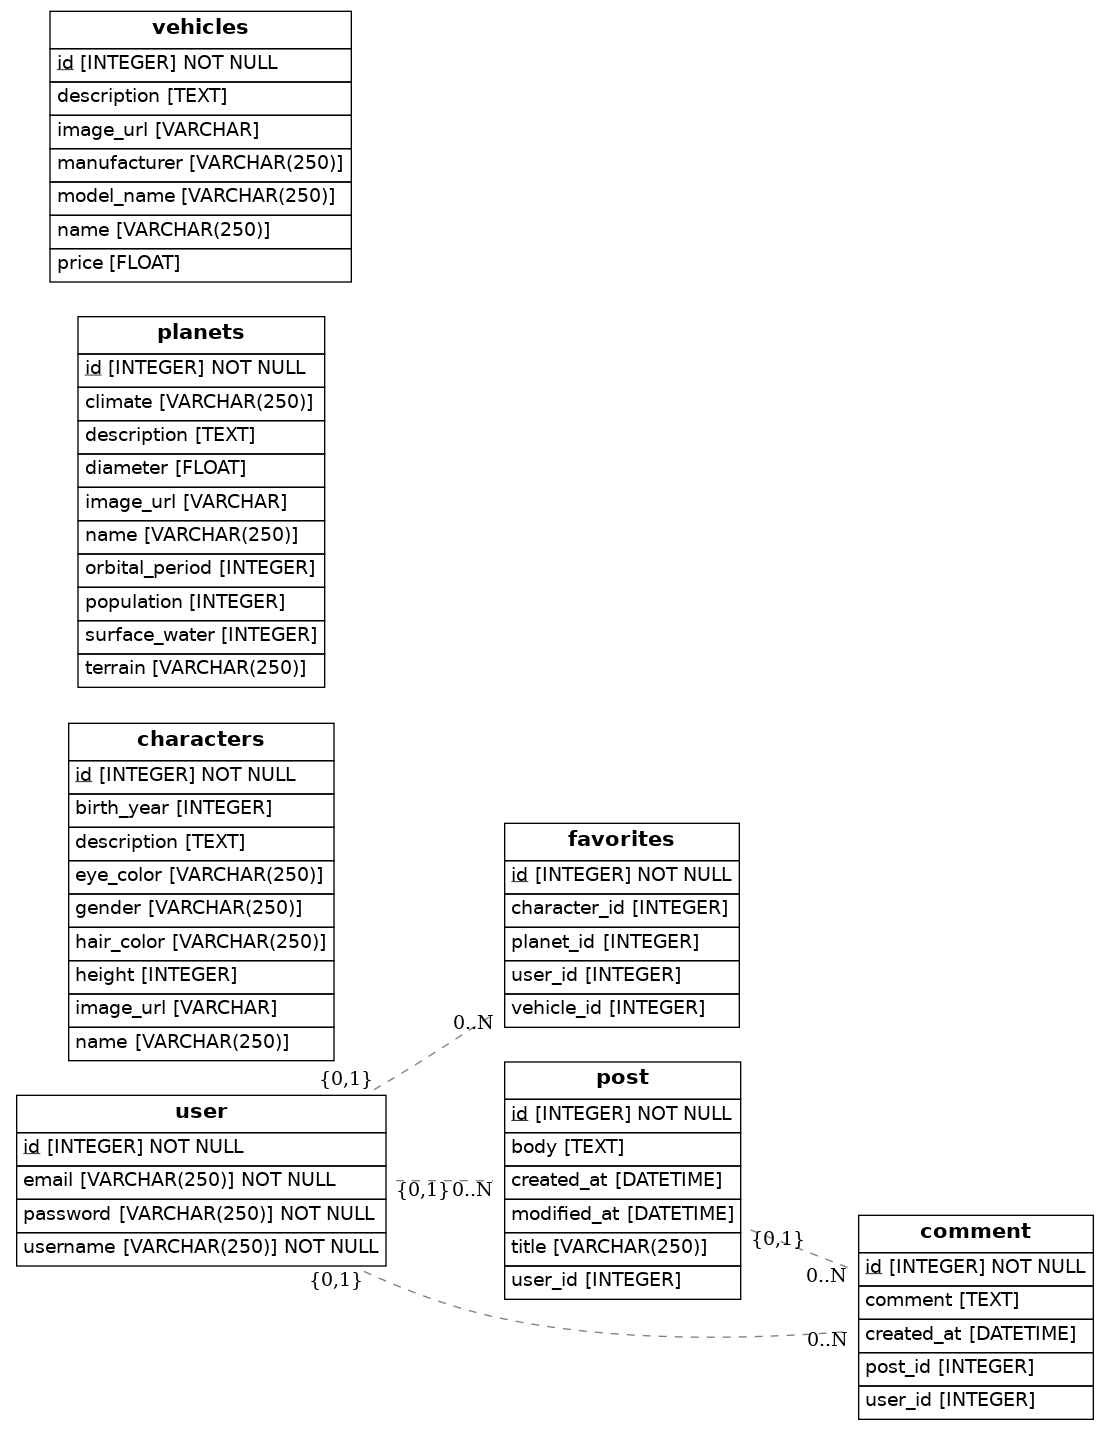 vehicles
id [INTEGER] NOT NULL
description [TEXT]
image_url [VARCHAR]
manufacturer [VARCHAR(250)]
model_name [VARCHAR(250)]
name [VARCHAR(250)]
price [FLOAT]
planets
id [INTEGER] NOT NULL
climate [VARCHAR(250)]
description [TEXT]
diameter [FLOAT]
image_url [VARCHAR]
name [VARCHAR(250)]
orbital_period [INTEGER]
population [INTEGER]
surface_water [INTEGER]
terrain [VARCHAR(250)]
characters
id [INTEGER] NOT NULL
birth_year [INTEGER]
description [TEXT]
eye_color [VARCHAR(250)]
gender [VARCHAR(250)]
hair_color [VARCHAR(250)]
height [INTEGER]
image_url [VARCHAR]
name [VARCHAR(250)]
favorites
id [INTEGER] NOT NULL
character_id [INTEGER]
planet_id [INTEGER]
user_id [INTEGER]
vehicle_id [INTEGER]
0..N
{0,1}
user
id [INTEGER] NOT NULL
email [VARCHAR(250)] NOT NULL
password [VARCHAR(250)] NOT NULL
username [VARCHAR(250)] NOT NULL
{0,1}
0..N
{0,1}
post
id [INTEGER] NOT NULL
body [TEXT]
created_at [DATETIME]
modified_at [DATETIME]
title [VARCHAR(250)]
user_id [INTEGER]
{0,1}
0..N
0..N
comment
id [INTEGER] NOT NULL
comment [TEXT]
created_at [DATETIME]
post_id [INTEGER]
user_id [INTEGER]